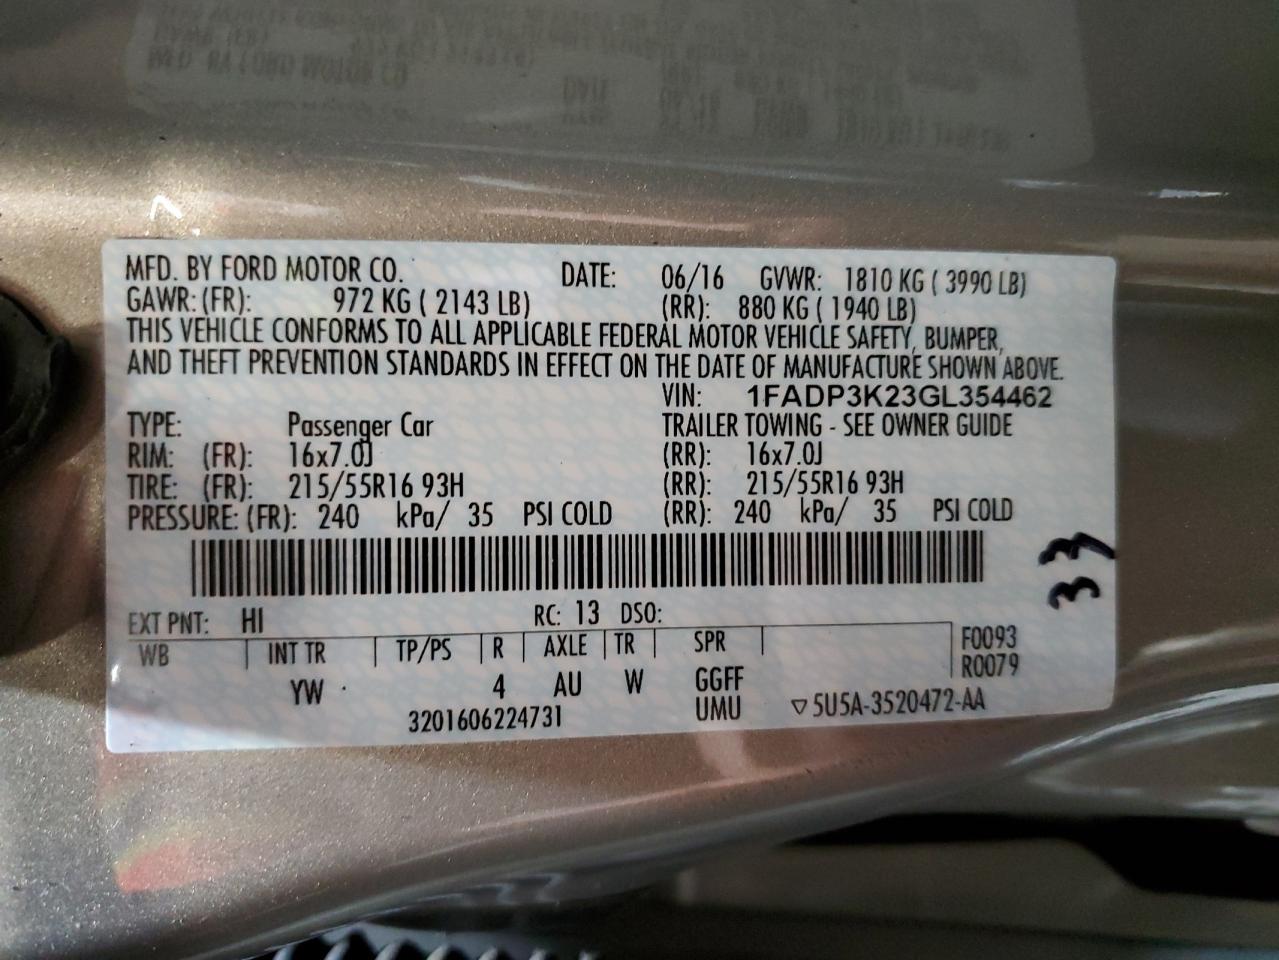 MFD. BY FORD MOTOR CO. DATE: 06/16 GVWR: 1810 KG ( 3990 LB)
GAWR: (FR): 972 KG ( 2143 LB) (RR): 880 KG ( 1940 LB)
THIS VEHICLE CONFORMS TO ALL APPLICABLE FEDERAL MOTOR VEHICLE SAFETY, BUMPER,
AND THEFT PREVENTION STANDARDS IN EFFECT ON THE DATE OF MANUFACTURE SHOWN ABOVE.
VIN: 1FADP3K23GL354462
TYPE: Passenger Car TRAILER TOWING - SEE OWNER GUIDE
RIM: (FR): 16x7.0J (RR): 16x7.0J
TIRE: (FR): 215/55R16 93H (RR): 215/55R16 93H
PRESSURE: (FR): 240 kPa/ 35 PSI COLD (RR): 240 kPa/ 35 PSI COLD
33
EXT PNT: HI RC: 13 DSO:
WB INT TR TP/PS R AXLE TR SPR F0093
R0079
YW 4 AU W GGFF
3201606224731 UMU ▽5U5A-3520472-AA